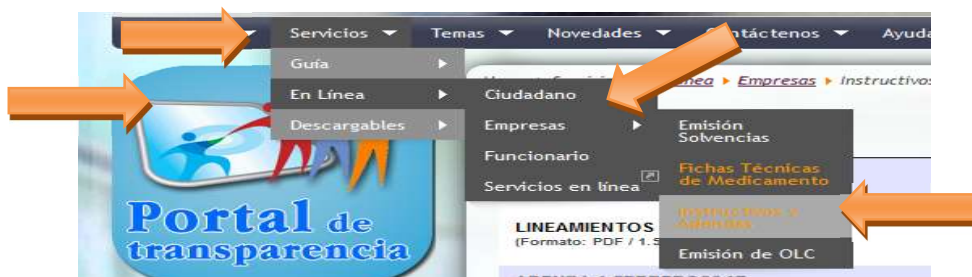 Servicios Temas Novedades Contáctenos Ayuda
Guía
En Línea
Descargables
Ciudadano
Empresas
Funcionario
Servicios en línea
Emisión
Solvencias
Fichas Técnicas
de Medicamento
Emisión de OLC
Empresas Instructivos
LINEAMIENTOS
(Formato: PDF / 1.5
Portal de
transparencia